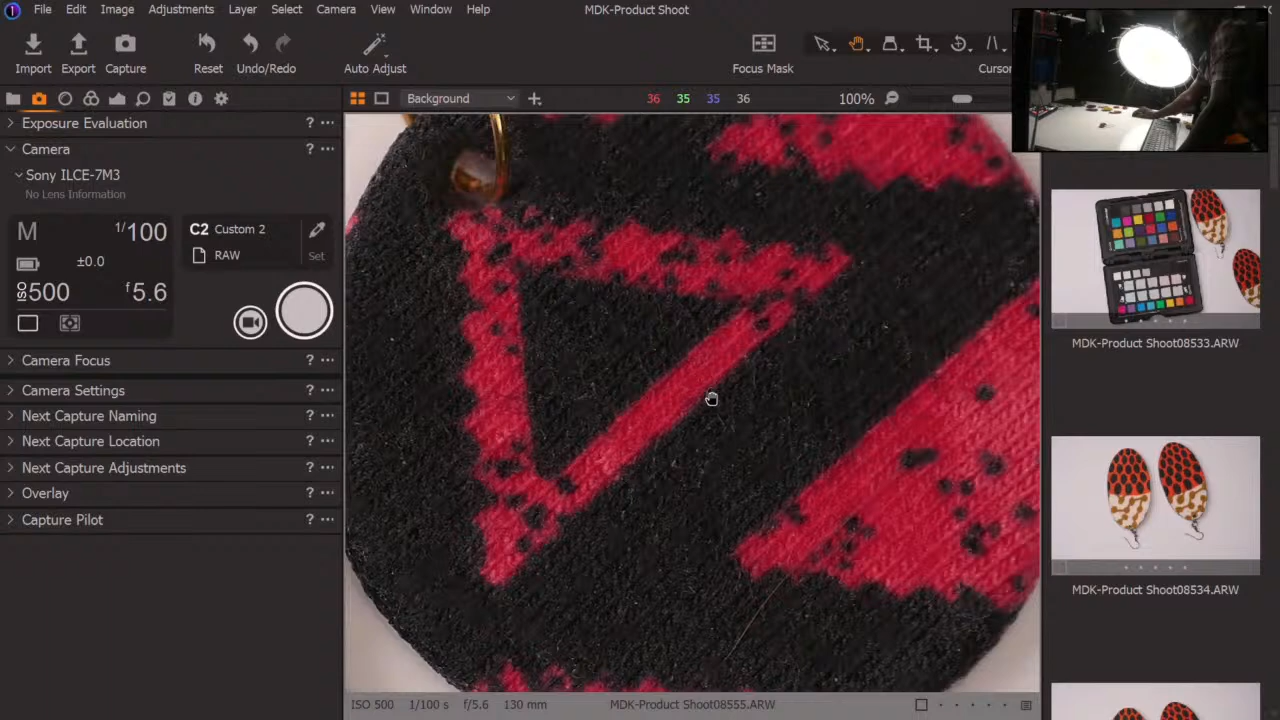 File Edit Image Adjustments Layer Select Camera View Window Help
MDK-Product Shoot
Import Export Capture Reset Undo/Redo Auto Adjust Focus Mask Cursor
Background
36 35 35 36
100%
Exposure Evaluation ? ...
Camera ? ...
Sony ILCE-7M3
No Lens Information
M 1/100
C2 Custom 2
±0.0
RAW
Set
ISO 500 f 5.6
Camera Focus ? ...
Camera Settings ? ...
Next Capture Naming ? ...
Next Capture Location ? ...
Next Capture Adjustments ? ...
Overlay ? ...
Capture Pilot ? ...
MDK-Product Shoot08533.ARW
MDK-Product Shoot08534.ARW
ISO 500 1/100 s f/5.6 130 mm MDK-Product Shoot08555.ARW